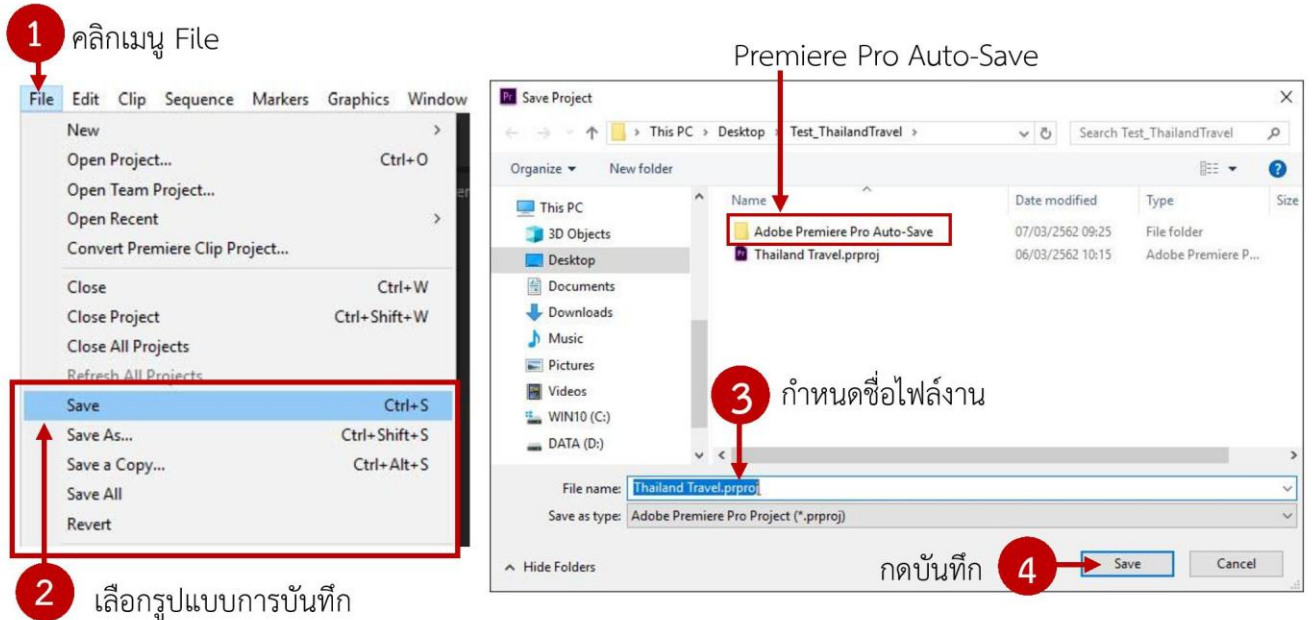 1 คลิกเมนู File
Premiere Pro Auto-Save
File Edit Clip Sequence Markers Graphics Window
New >
Open Project... Ctrl+O
Open Team Project...
Open Recent >
Convert Premiere Clip Project...
Close Ctrl+W
Close Project Ctrl+Shift+W
Close All Projects
Refresh All Projects
Save Ctrl+S
Save As... Ctrl+Shift+S
Save a Copy... Ctrl+Alt+S
Save All
Revert
2 เลือกรูปแบบการบันทึก
Pr Save Project
This PC > Desktop > Test_ThailandTravel >
Search Test_ThailandTravel
Organize New folder
This PC
3D Objects
Desktop
Documents
Downloads
Music
Pictures
Videos
WIN10 (C:)
DATA (D:)
Name Date modified Type Size
Adobe Premiere Pro Auto-Save 07/03/2562 09:25 File folder
Thailand Travel.prproj 06/03/2562 10:15 Adobe Premiere P...
3 กำหนดชื่อไฟล์งาน
File name: Thailand Travel.prproj
Save as type: Adobe Premiere Pro Project (*.prproj)
Hide Folders
กดบันทึก 4
Save Cancel